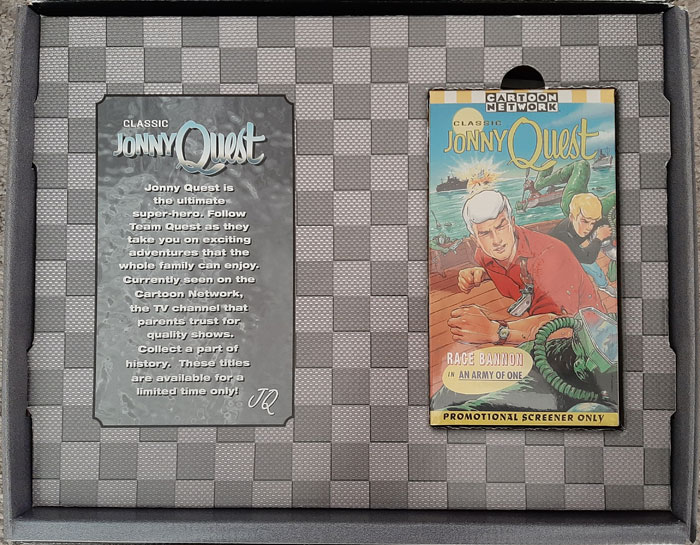 CLASSIC
JONNY Quest
Jonny Quest is
the ultimate
super-hero. Follow
Team Quest as they
take you on exciting
adventures that the
whole family can enjoy.
Currently seen on the
Cartoon Network,
the TV channel that
parents trust for
quality shows.
Collect a part of
history. These titles
are available for a
limited time only!
JQ
CARTOON
NETWORK
CLASSIC
JONNY Quest
RACE BANNON
IN AN ARMY OF ONE
PROMOTIONAL SCREENER ONLY